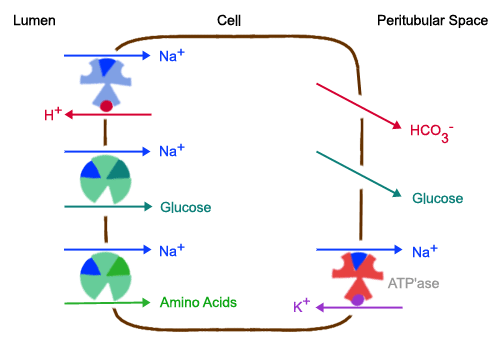 Lumen Cell Peritubular Space
Na⁺
H⁺
HCO₃⁻
Na⁺
Glucose Glucose
Na⁺ Na⁺
ATP'ase
Amino Acids K⁺